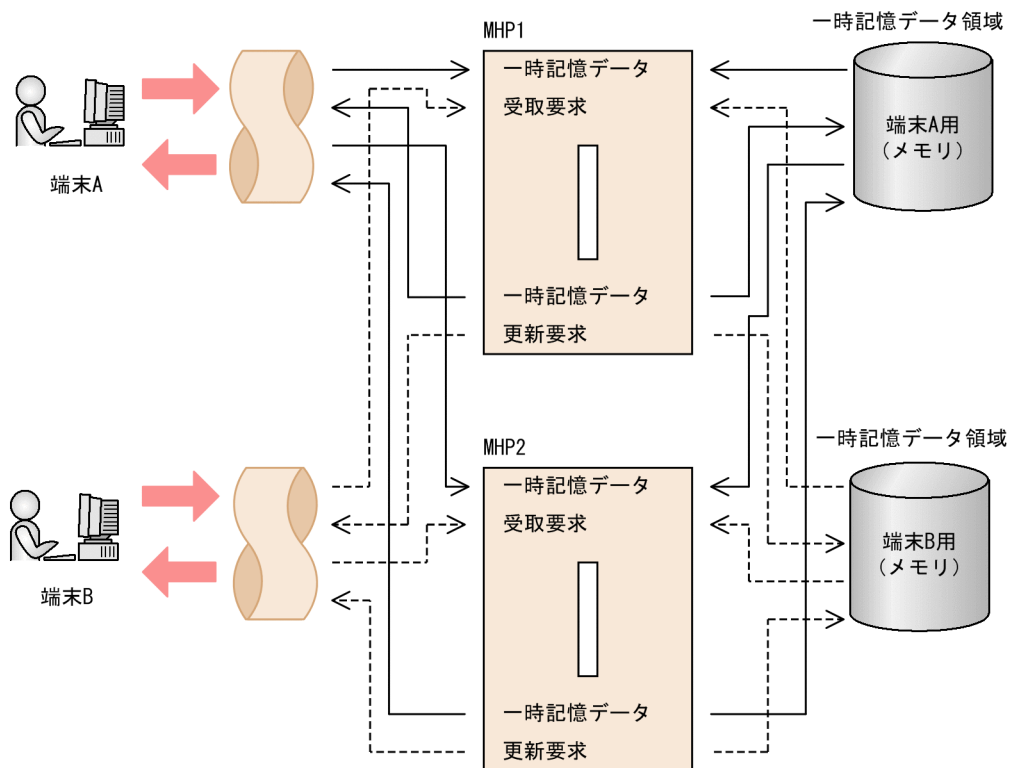 MHP1
一時記憶データ領域
一時記憶データ
受取要求
端末A用
(メモリ)
端末A
一時記憶データ
更新要求
MHP2
一時記憶データ領域
一時記憶データ
受取要求
端末B用
(メモリ)
端末B
一時記憶データ
更新要求